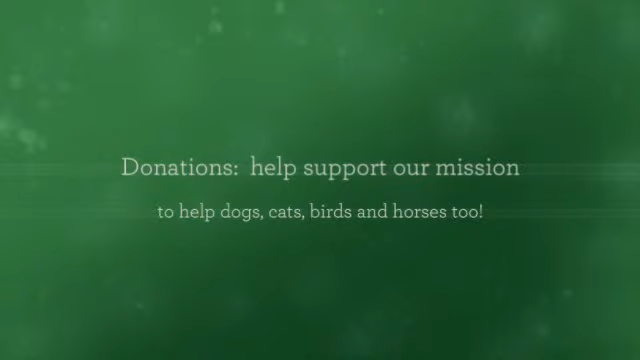 Donations: help support our mission
to help dogs, cats, birds and horses too!